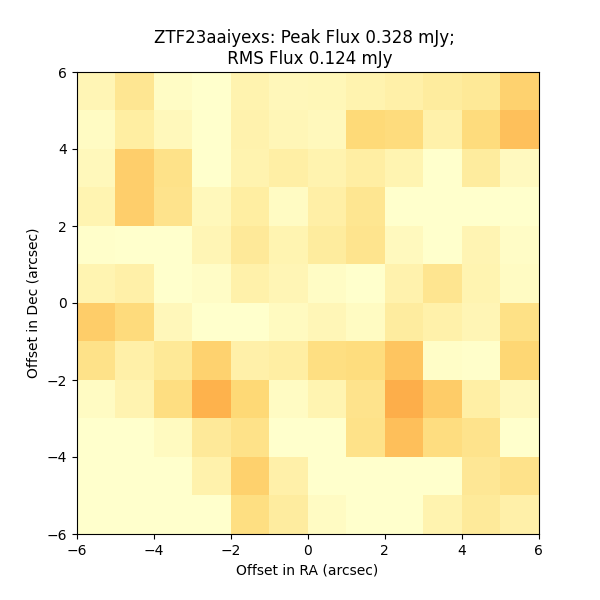 ZTF23aaiyexs: Peak Flux 0.328 mJy;
RMS Flux 0.124 mJy
6
4
2
0
−2
−4
−6
Offset in Dec (arcsec)
−6 −4 −2 0 2 4 6
Offset in RA (arcsec)